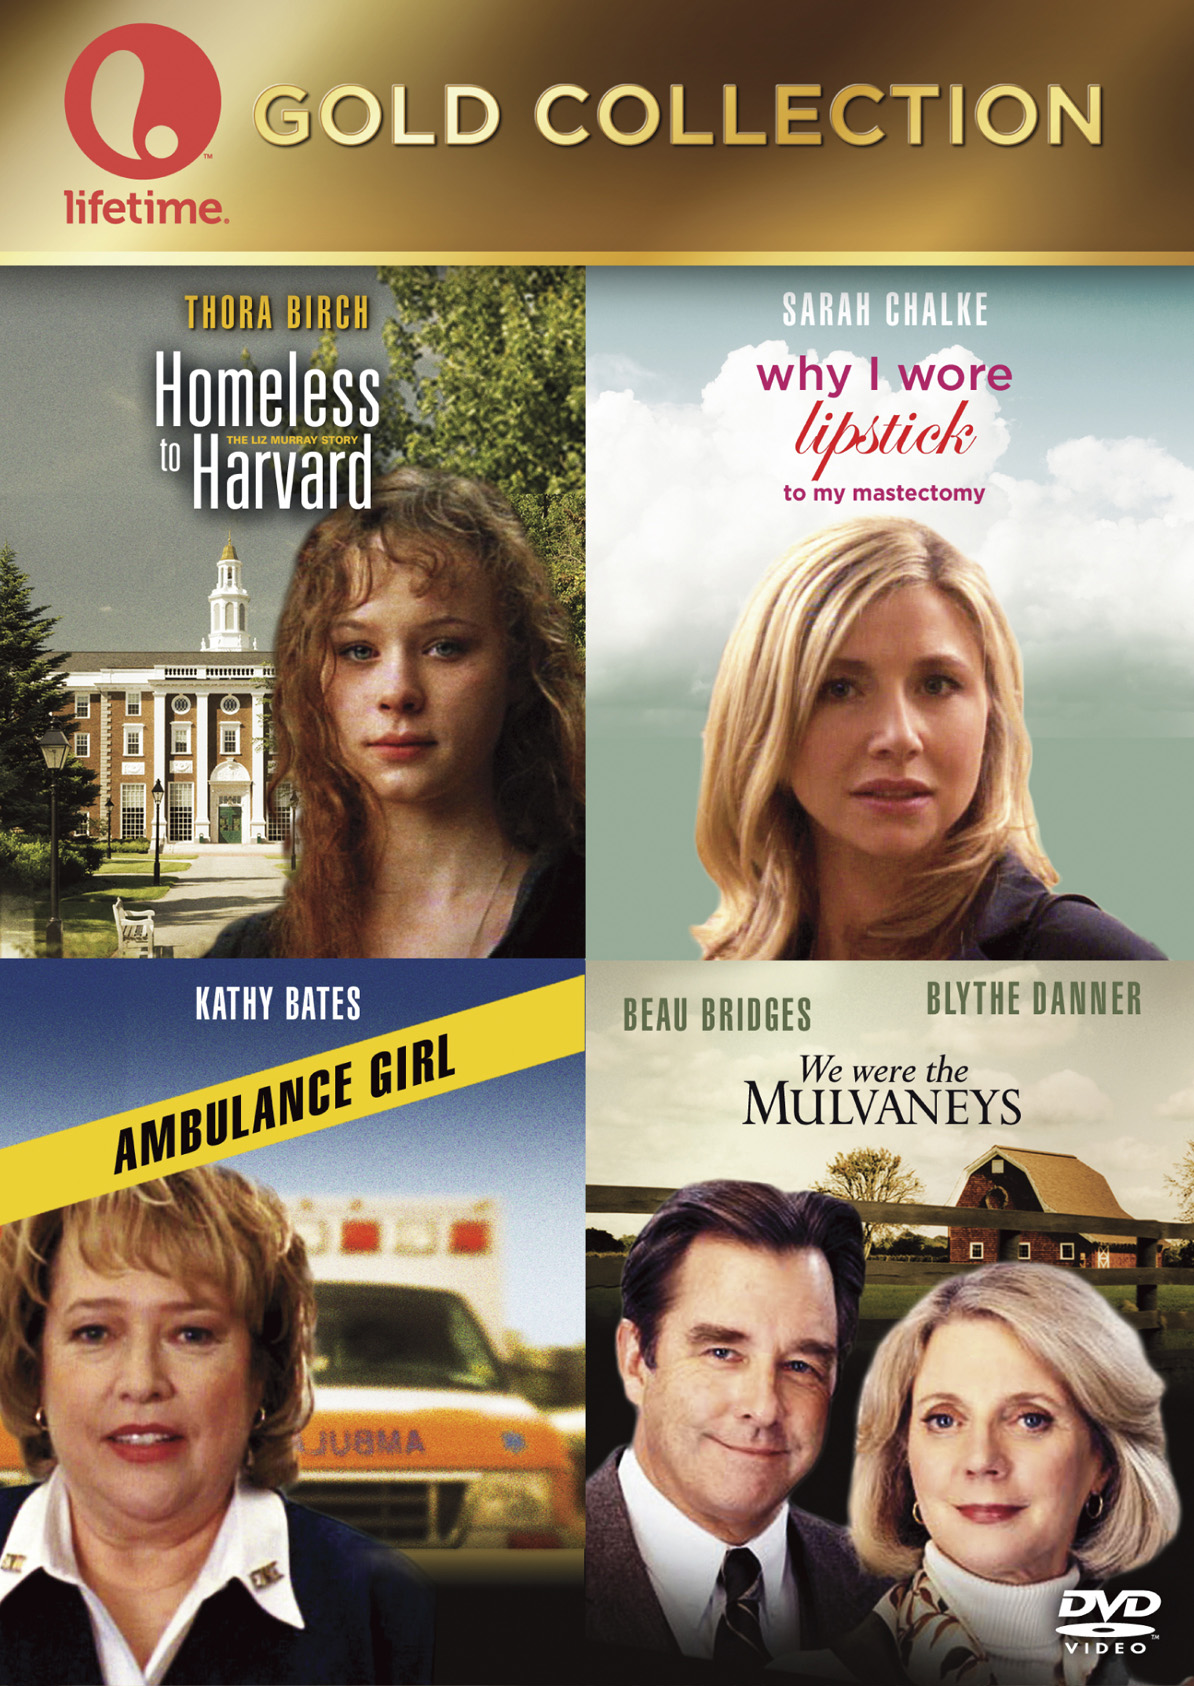 lifetime.
GOLD COLLECTION
THORA BIRCH
Homeless
THE LIZ MURRAY STORY
to Harvard
SARAH CHALKE
why I wore
lipstick
to my mastectomy
KATHY BATES
AMBULANCE GIRL
BEAU BRIDGES
BLYTHE DANNER
We were the
MULVANEYS
DVD
VIDEO